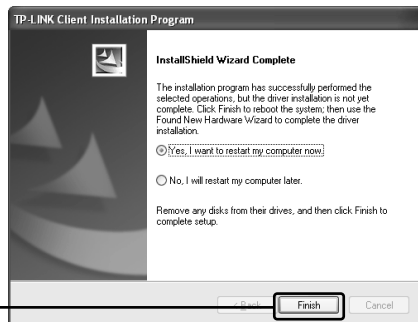 TP-LINK Client Installation Program
InstallShield Wizard Complete
The installation program has successfully performed the
selected operations, but the driver installation is not yet
complete. Click Finish to reboot the system; then use the
Found New Hardware Wizard to complete the driver
installation.
Yes, I want to restart my computer now.
No, I will restart my computer later.
Remove any disks from their drives, and then click Finish to
complete setup.
< Back Finish Cancel